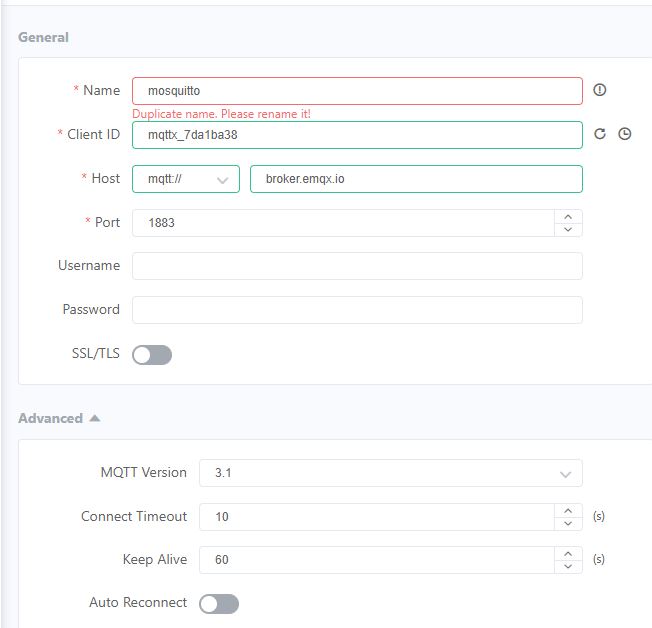 General
* Name mosquitto
Duplicate name. Please rename it!
* Client ID mqttx_7da1ba38
* Host mqtt:// broker.emqx.io
* Port 1883
Username
Password
SSL/TLS
Advanced
MQTT Version 3.1
Connect Timeout 10 (s)
Keep Alive 60 (s)
Auto Reconnect